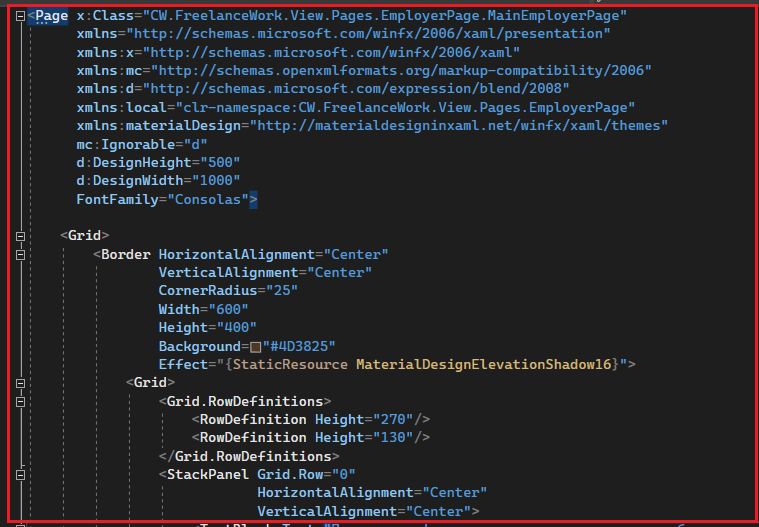 <Page x:Class="CW.FreelanceWork.View.Pages.EmployerPage.MainEmployerPage"
xmlns="http://schemas.microsoft.com/winfx/2006/xaml/presentation"
xmlns:x="http://schemas.microsoft.com/winfx/2006/xaml"
xmlns:mc="http://schemas.openxmlformats.org/markup-compatibility/2006"
xmlns:d="http://schemas.microsoft.com/expression/blend/2008"
xmlns:local="clr-namespace:CW.FreelanceWork.View.Pages.EmployerPage"
xmlns:materialDesign="http://materialdesigninxaml.net/winfx/xaml/themes"
mc:Ignorable="d"
d:DesignHeight="500"
d:DesignWidth="1000"
FontFamily="Consolas">
<Grid>
<Border HorizontalAlignment="Center"
VerticalAlignment="Center"
CornerRadius="25"
Width="600"
Height="400"
Background="#4D3825"
Effect="{StaticResource MaterialDesignElevationShadow16}">
<Grid>
<Grid.RowDefinitions>
<RowDefinition Height="270"/>
<RowDefinition Height="130"/>
</Grid.RowDefinitions>
<StackPanel Grid.Row="0"
HorizontalAlignment="Center"
VerticalAlignment="Center">